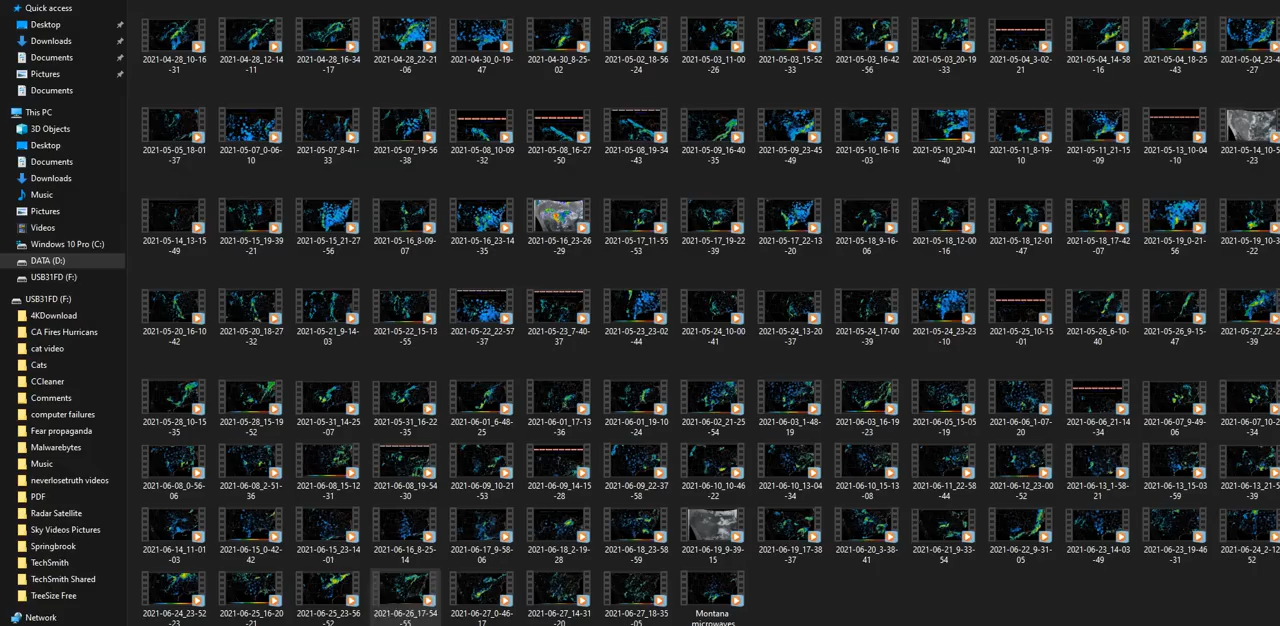 Quick access
Desktop
Downloads
Documents
Pictures
Documents
This PC
3D Objects
Desktop
Documents
Downloads
Music
Pictures
Videos
Windows 10 Pro (C:)
DATA (D:)
USB31FD (F:)
USB31FD (F:)
4KDownload
CA Fires Hurricans
cat video
Cats
CCleaner
Comments
computer failures
Fear propaganda
Malwarebytes
Music
neverlosetruth videos
PDF
Radar Satellite
Sky Videos Pictures
Springbrook
TechSmith
TechSmith Shared
TreeSize Free
Network
2021-04-28_10-16 2021-04-28_12-14 2021-04-28_16-34 2021-04-28_22-21 2021-04-30_0-19- 2021-04-30_8-25- 2021-05-02_18-56 2021-05-03_11-00 2021-05-03_15-52 2021-05-03_16-42 2021-05-03_20-19 2021-05-04_3-02- 2021-05-04_14-58 2021-05-04_18-25 2021-05-04_23-4
-31 -11 -17 -06 47 02 -24 -26 -33 -56 -33 21 -16 -43 -27
2021-05-05_18-01 2021-05-07_0-06- 2021-05-07_8-41- 2021-05-07_19-56 2021-05-08_10-09 2021-05-08_16-27 2021-05-08_19-34 2021-05-09_16-40 2021-05-09_23-45 2021-05-10_16-16 2021-05-10_20-41 2021-05-11_8-19- 2021-05-11_21-15 2021-05-13_10-04 2021-05-14_10-5
-37 10 33 -38 -32 -50 -43 -35 -49 -03 -40 10 -09 -10 -23
2021-05-14_13-15 2021-05-15_19-39 2021-05-15_21-27 2021-05-16_8-09- 2021-05-16_23-14 2021-05-16_23-26 2021-05-17_11-55 2021-05-17_19-22 2021-05-17_22-13 2021-05-18_9-16- 2021-05-18_12-00 2021-05-18_12-01 2021-05-18_17-42 2021-05-19_0-21- 2021-05-19_10-3
-49 -21 -56 07 -35 -29 -53 -39 -20 06 -16 -47 -07 56 -22
2021-05-20_16-10 2021-05-20_18-27 2021-05-21_9-14- 2021-05-22_15-13 2021-05-22_22-57 2021-05-23_7-40- 2021-05-23_23-02 2021-05-24_10-00 2021-05-24_13-20 2021-05-24_17-00 2021-05-24_23-23 2021-05-25_10-15 2021-05-26_6-10- 2021-05-26_9-15- 2021-05-27_22-2
-42 -32 03 -55 -37 37 -44 -41 -37 -39 -10 -01 40 47 -39
2021-05-28_10-15 2021-05-28_15-19 2021-05-31_14-25 2021-05-31_16-22 2021-06-01_6-48- 2021-06-01_17-13 2021-06-01_19-10 2021-06-02_21-25 2021-06-03_1-48- 2021-06-03_16-19 2021-06-05_15-05 2021-06-06_1-07- 2021-06-06_21-14 2021-06-07_9-49- 2021-06-07_10-2
-35 -52 -07 -35 25 -36 -24 -54 19 -23 -19 20 -34 06 -34
2021-06-08_0-56- 2021-06-08_2-51- 2021-06-08_15-12 2021-06-08_19-54 2021-06-09_10-21 2021-06-09_14-15 2021-06-09_22-37 2021-06-10_10-46 2021-06-10_13-04 2021-06-10_15-13 2021-06-11_22-58 2021-06-12_23-00 2021-06-13_1-58- 2021-06-13_15-03 2021-06-13_21-5
06 36 -31 -30 -53 -28 -58 -22 -34 -08 -44 -52 21 -59 -39
2021-06-14_11-01 2021-06-15_0-42- 2021-06-15_23-14 2021-06-16_8-25- 2021-06-17_9-58- 2021-06-18_2-19- 2021-06-18_23-58 2021-06-19_9-39- 2021-06-19_17-38 2021-06-20_3-38- 2021-06-21_9-33- 2021-06-22_9-31- 2021-06-23_14-03 2021-06-23_19-46 2021-06-24_2-12
-03 42 -01 14 06 28 -59 15 -37 41 54 05 -49 -31 52
2021-06-24_23-52 2021-06-25_16-20 2021-06-25_23-56 2021-06-26_17-54 2021-06-27_0-46- 2021-06-27_14-31 2021-06-27_18-35 Montana
-23 -21 -52 -55 17 -20 -05 microwaves